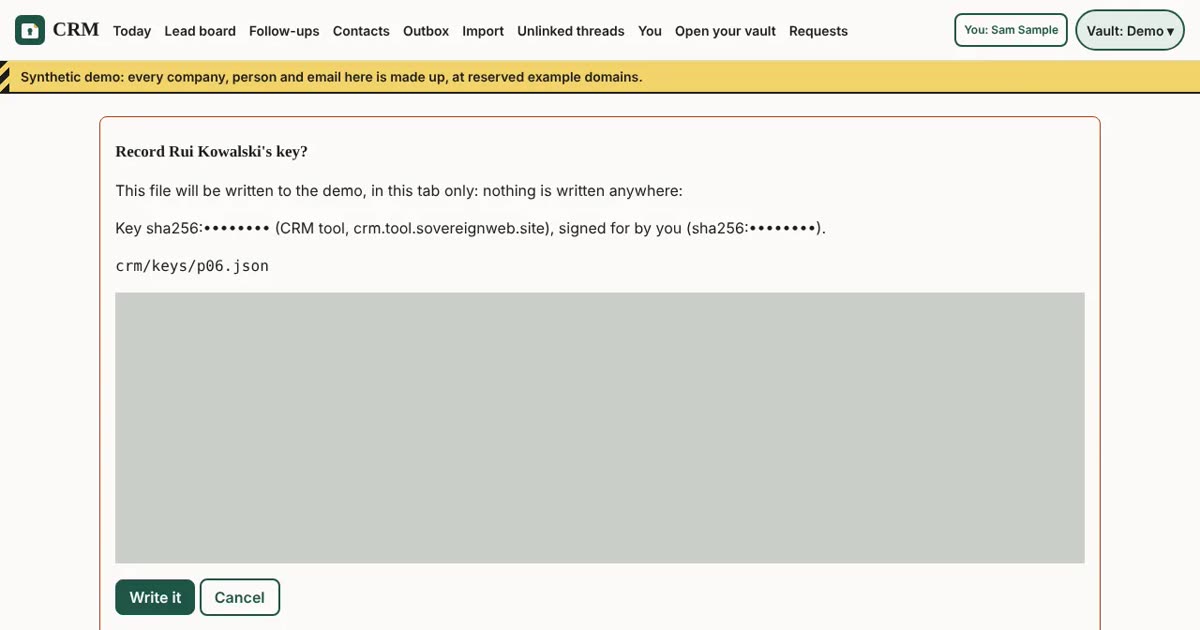 CRM Today Lead board Follow-ups Contacts Outbox Import Unlinked threads You Open your vault Requests You: Sam Sample Vault: Demo ▾
Synthetic demo: every company, person and email here is made up, at reserved example domains.
Record Rui Kowalski's key?
This file will be written to the demo, in this tab only: nothing is written anywhere:
Key sha256:•••••••• (CRM tool, crm.tool.sovereignweb.site), signed for by you (sha256:••••••••).
crm/keys/p06.json
Write it Cancel